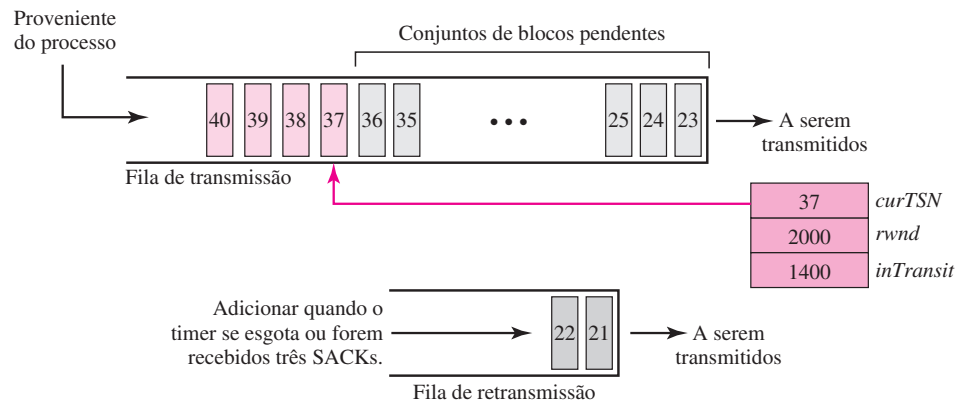 Proveniente
do processo
Conjuntos de blocos pendentes
40 39 38 37 36 35 ••• 25 24 23
A serem
transmitidos
Fila de transmissão
37 curTSN
2000 rwnd
1400 inTransit
Adicionar quando o
timer se esgota ou forem
recebidos três SACKs.
22 21
A serem
transmitidos
Fila de retransmissão